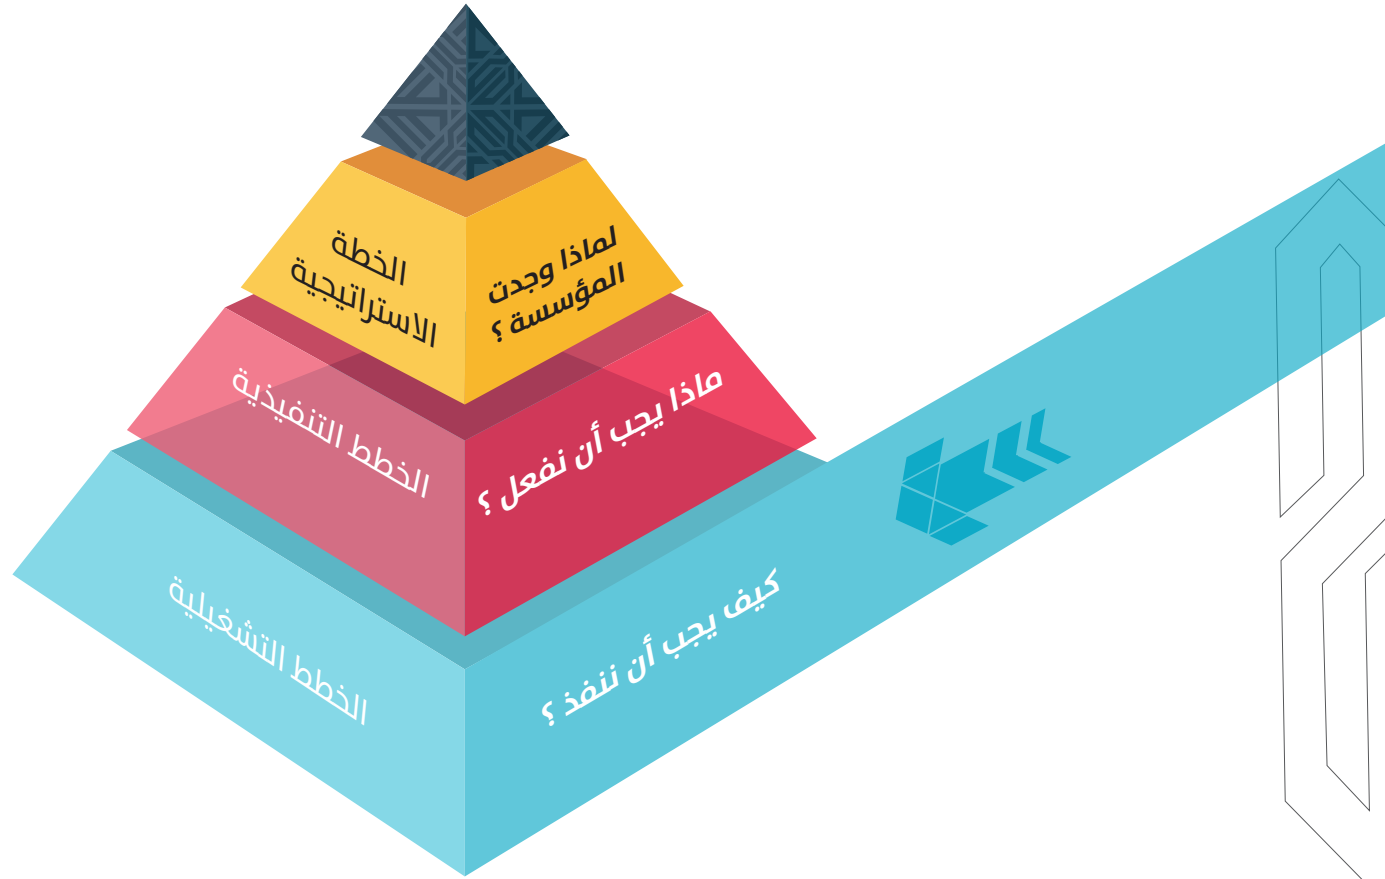 الخطة
الاستراتيجية
لماذا وجدت
المؤسسة ؟
الخطط التنفيذية
ماذا يجب أن نفعل ؟
الخطط التشغيلية
كيف يجب أن ننفذ ؟